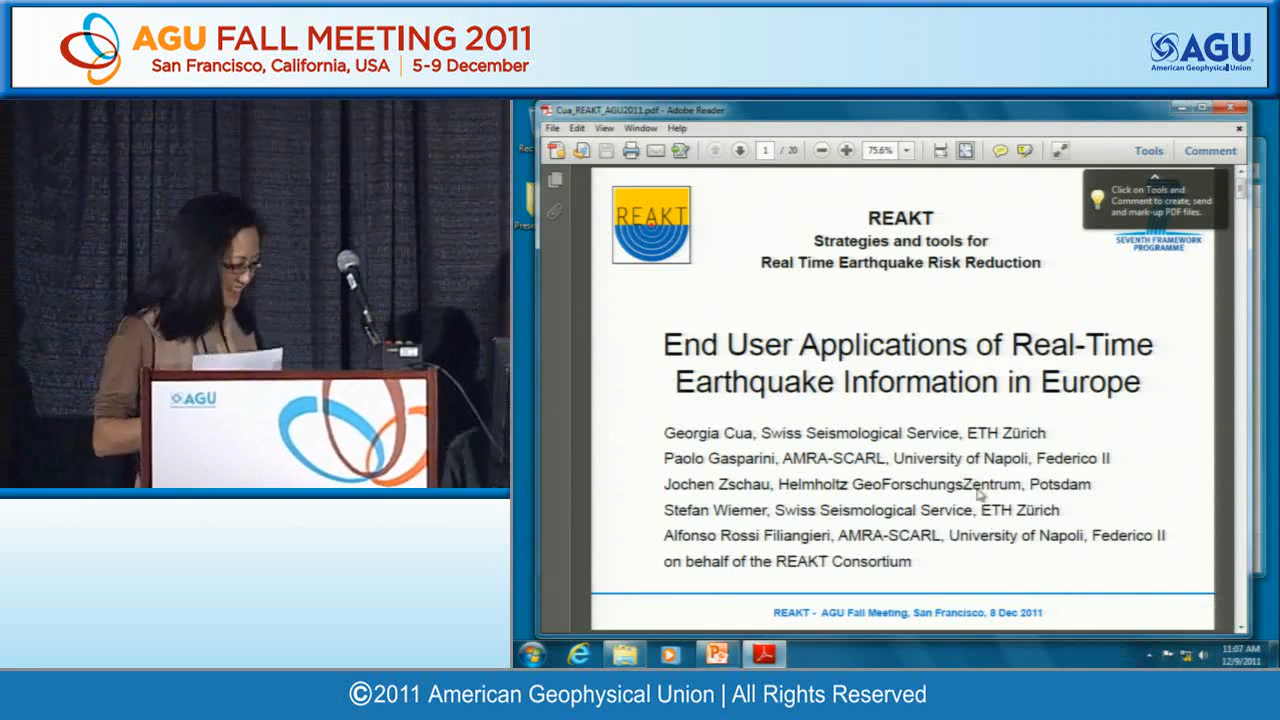 AGU FALL MEETING 2011
San Francisco, California, USA | 5-9 December
AGU
American Geophysical Union
Cua_REAKT_AGU2011.pdf - Adobe Reader
File Edit View Window Help
1 / 20 75.6% Tools Comment
Click on Tools and
Comment to create, send
and mark-up PDF files.
REAKT
SEVENTH FRAMEWORK
PROGRAMME
REAKT
Strategies and tools for
Real Time Earthquake Risk Reduction
End User Applications of Real-Time
Earthquake Information in Europe
Georgia Cua, Swiss Seismological Service, ETH Zürich
Paolo Gasparini, AMRA-SCARL, University of Napoli, Federico II
Jochen Zschau, Helmholtz GeoForschungsZentrum, Potsdam
Stefan Wiemer, Swiss Seismological Service, ETH Zürich
Alfonso Rossi Filiangieri, AMRA-SCARL, University of Napoli, Federico II
on behalf of the REAKT Consortium
REAKT - AGU Fall Meeting, San Francisco, 8 Dec 2011
AGU
11:07 AM
12/9/2011
©2011 American Geophysical Union | All Rights Reserved